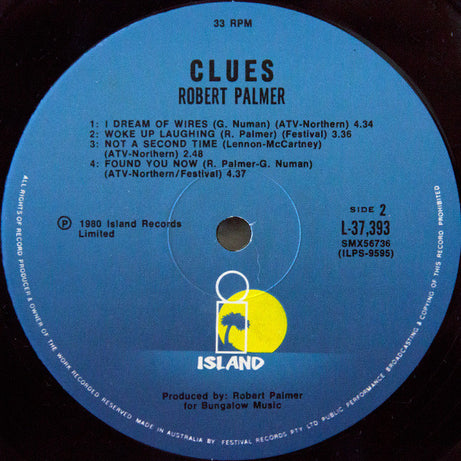 33 RPM
CLUES
ROBERT PALMER
1: I DREAM OF WIRES (G. Numan) (ATV-Northern) 4.34
2: WOKE UP LAUGHING (R. Palmer) (Festival) 3.36
3: NOT A SECOND TIME (Lennon-McCartney)
(ATV-Northern) 2.48
4: FOUND YOU NOW (R. Palmer-G. Numan)
(ATV-Northern/Festival) 4.37
℗ 1980 Island Records
Limited
SIDE 2
L-37,393
SMX56736
(ILPS-9595)
i
ISLAND
Produced by: Robert Palmer
for Bungalow Music
ALL RIGHTS OF RECORD PRODUCER & OWNER OF THE WORK RECORDED RESERVED MADE IN AUSTRALIA BY FESTIVAL RECORDS PTY LTD PUBLIC PERFORMANCE BROADCASTING & COPYING OF THIS RECORD PROHIBITED